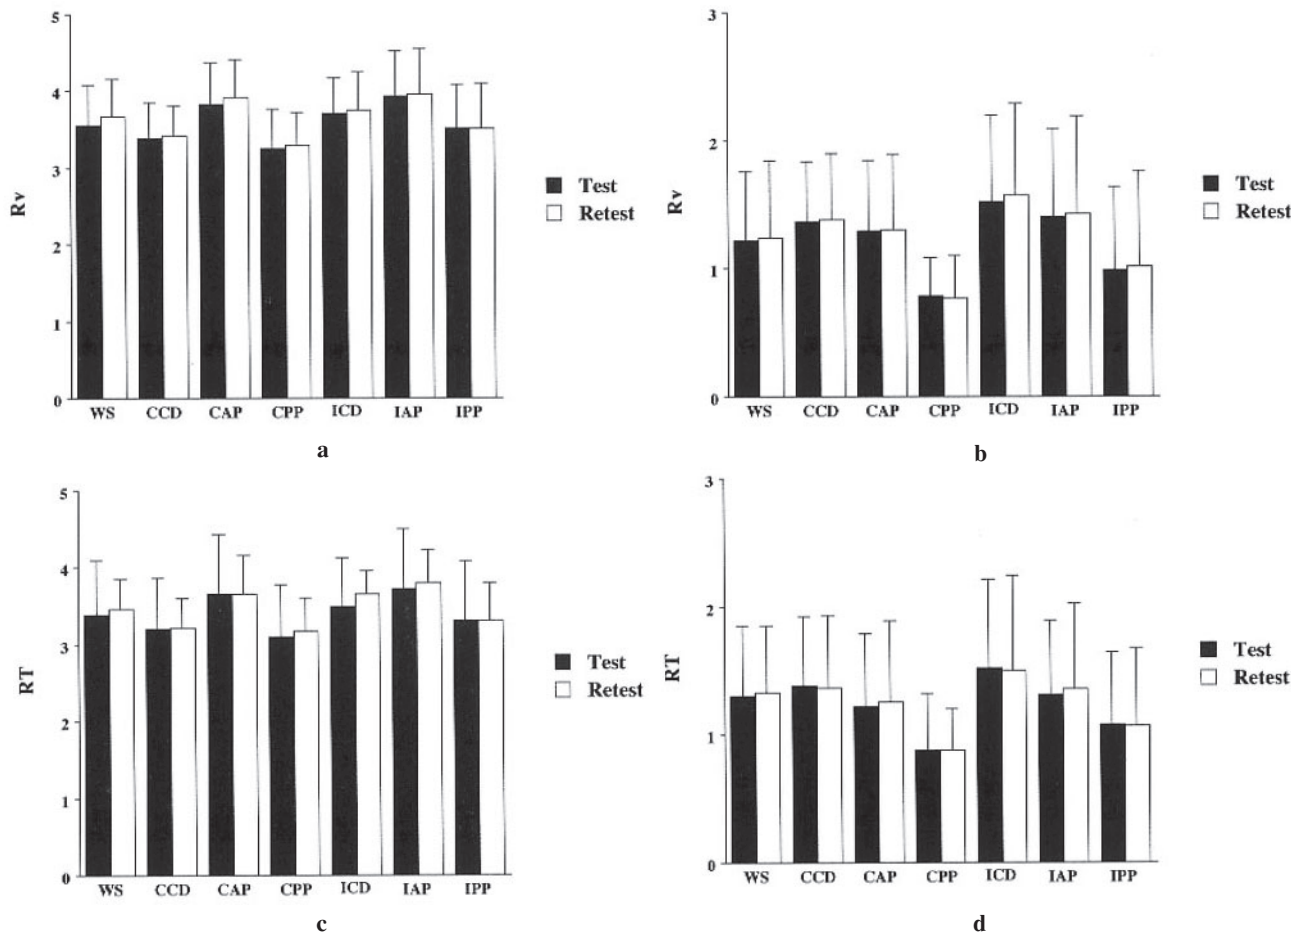 5
4
3
2
1
0
Rv
WS CCD CAP CPP ICD IAP IPP
Test
Retest
a
3
2
1
0
Rv
WS CCD CAP CPP ICD IAP IPP
Test
Retest
b
5
4
3
2
1
0
RT
WS CCD CAP CPP ICD IAP IPP
Test
Retest
c
3
2
1
0
RT
WS CCD CAP CPP ICD IAP IPP
Test
Retest
d